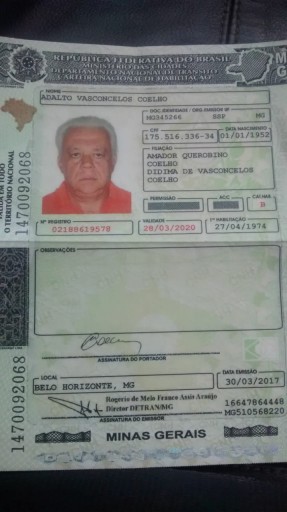 REPÚBLICA FEDERATIVA DO BRASIL
MINISTÉRIO DAS CIDADES
DEPARTAMENTO NACIONAL DE TRÂNSITO
CARTEIRA NACIONAL DE HABILITAÇÃO
NOME
ADALTO VASCONCELOS COELHO
DOC. IDENTIDADE / ORG. EMISSOR UF
MG345266 SSP MG
CPF
175.516.336-34
DATA NASCIMENTO
01/01/1952
FILIAÇÃO
AMADOR QUEROBINO
COELHO
DIDIMA DE VASCONCELOS
COELHO
PERMISSÃO
ACC
CAT.HAB.
B
Nº REGISTRO
02188619578
VALIDADE
28/03/2020
1ª HABILITAÇÃO
27/04/1974
VÁLIDA EM TODO
O TERRITÓRIO NACIONAL
1470092068
OBSERVAÇÕES
ASSINATURA DO PORTADOR
LOCAL
BELO HORIZONTE, MG
DATA EMISSÃO
30/03/2017
Rogério de Melo Franco Assis Araújo
Diretor DETRAN/MG
16647864448
MG510568220
ASSINATURA DO EMISSOR
1470092068
MINAS GERAIS